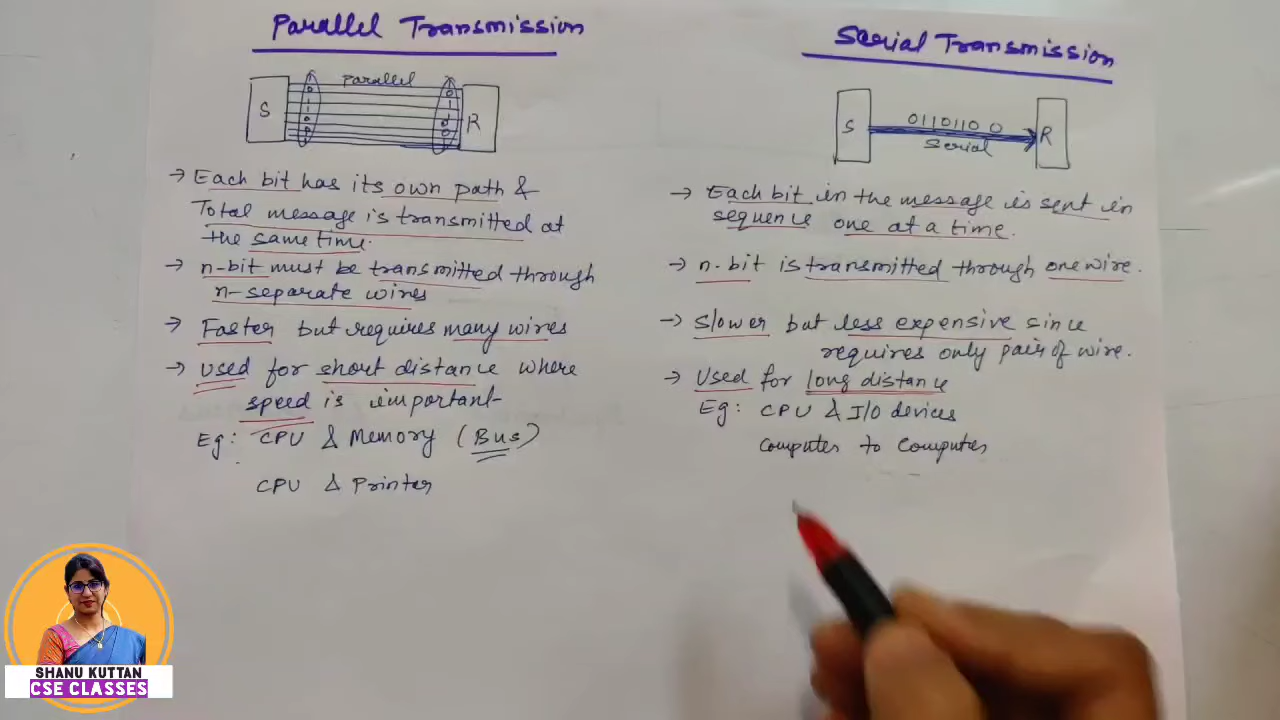 Parallel Transmission
Parallel
S
R
→ Each bit has its own path &
Total message is transmitted at
the same time.
→ n-bit must be transmitted through
n-separate wires
→ Faster but requires many wires
→ Used for short distance where
speed is important
Eg: CPU & Memory (Bus)
CPU & Printer
Serial Transmission
S
0110110 0
Serial
R
→ Each bit in the message is sent in
sequence one at a time.
→ n-bit is transmitted through one wire.
→ Slower but less expensive since
requires only pair of wire.
→ Used for long distance
Eg: CPU & I/O devices
Computer to Computer
SHANU KUTTAN
CSE CLASSES